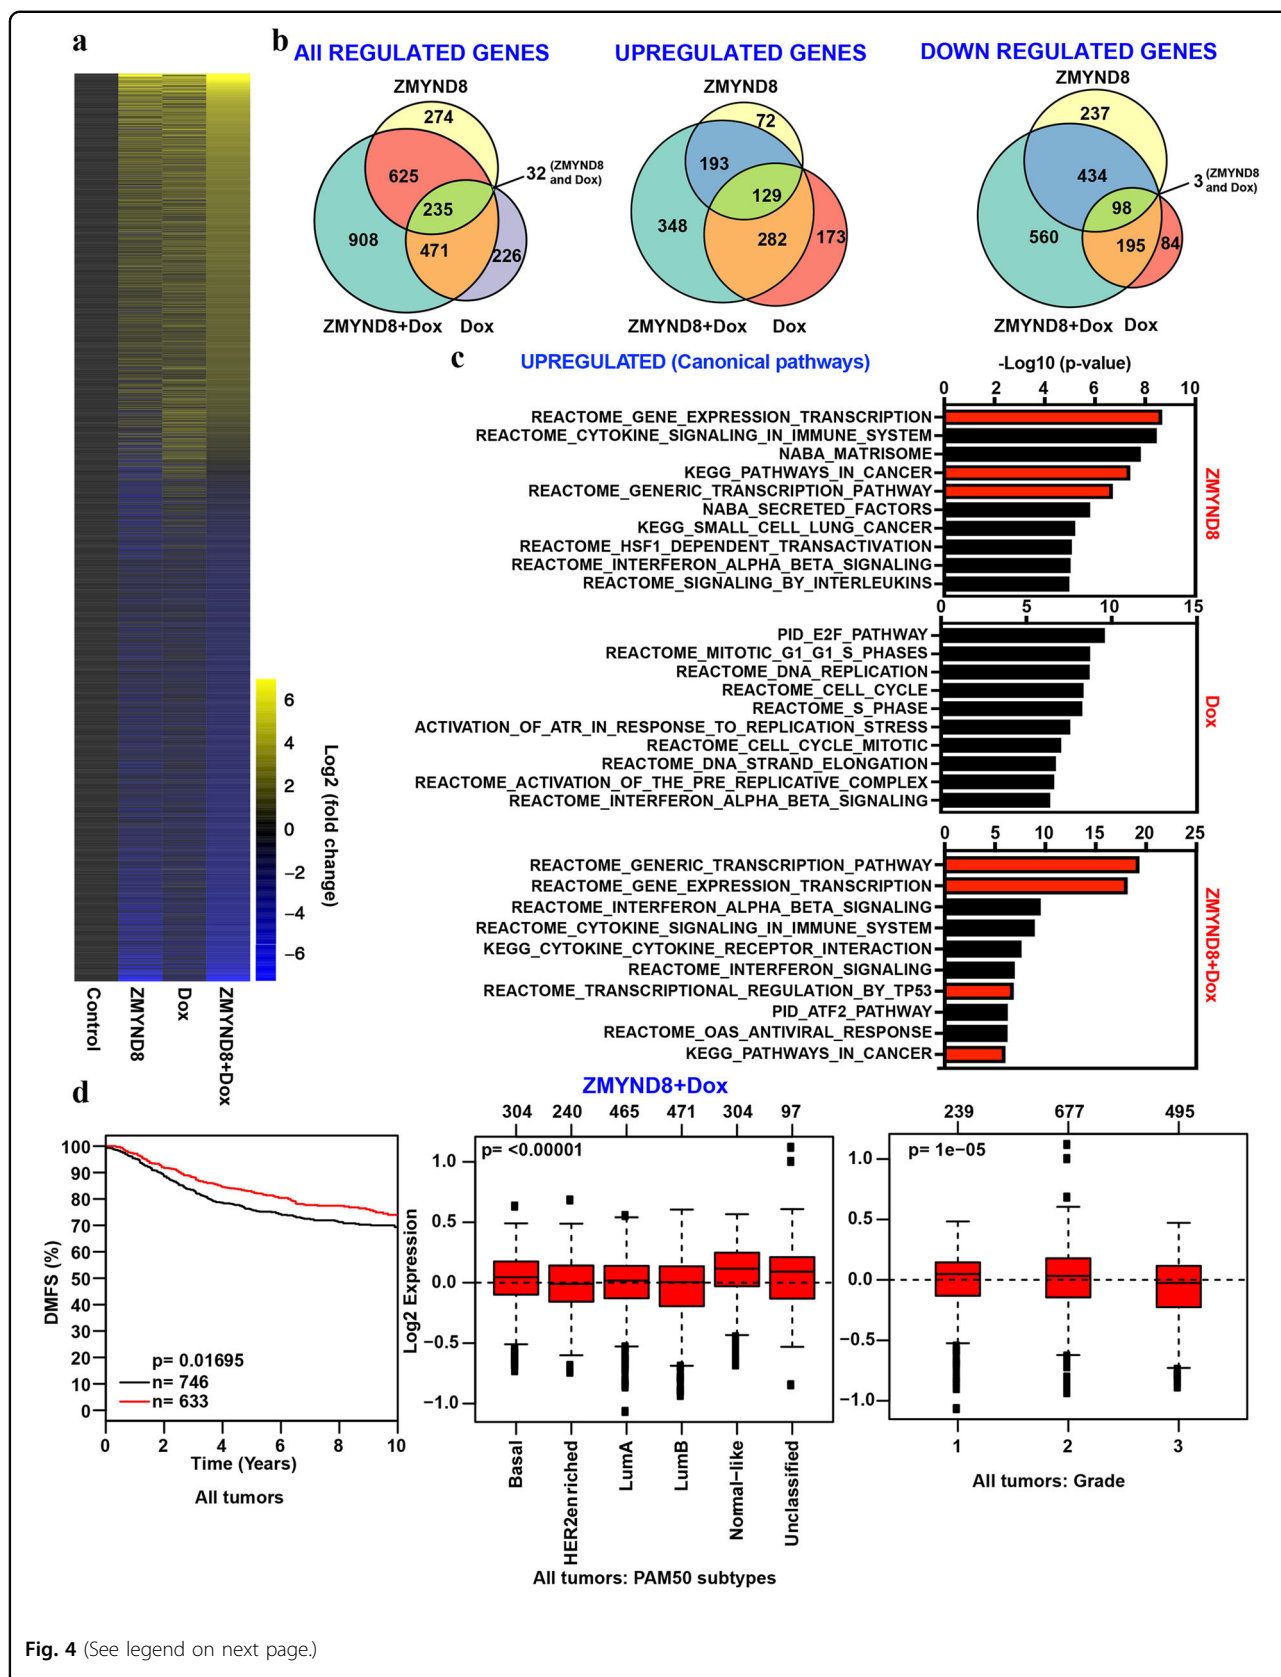 a
Control
ZMYND8
Dox
ZMYND8+Dox
6
4
2
0
−2
−4
−6
Log2 (fold change)
b
All REGULATED GENES
ZMYND8
274
625
32 (ZMYND8 and Dox)
235
908
471
226
ZMYND8+Dox Dox
UPREGULATED GENES
ZMYND8
72
193
129
348
282
173
ZMYND8+Dox Dox
DOWN REGULATED GENES
ZMYND8
237
434
3 (ZMYND8 and Dox)
98
560
195
84
ZMYND8+Dox Dox
c
UPREGULATED (Canonical pathways)
-Log10 (p-value)
0 2 4 6 8 10
REACTOME_GENE_EXPRESSION_TRANSCRIPTION
REACTOME_CYTOKINE_SIGNALING_IN_IMMUNE_SYSTEM
NABA_MATRISOME
KEGG_PATHWAYS_IN_CANCER
REACTOME_GENERIC_TRANSCRIPTION_PATHWAY
NABA_SECRETED_FACTORS
KEGG_SMALL_CELL_LUNG_CANCER
REACTOME_HSF1_DEPENDENT_TRANSACTIVATION
REACTOME_INTERFERON_ALPHA_BETA_SIGNALING
REACTOME_SIGNALING_BY_INTERLEUKINS
ZMYND8
0 5 10 15
PID_E2F_PATHWAY
REACTOME_MITOTIC_G1_G1_S_PHASES
REACTOME_DNA_REPLICATION
REACTOME_CELL_CYCLE
REACTOME_S_PHASE
ACTIVATION_OF_ATR_IN_RESPONSE_TO_REPLICATION_STRESS
REACTOME_CELL_CYCLE_MITOTIC
REACTOME_DNA_STRAND_ELONGATION
REACTOME_ACTIVATION_OF_THE_PRE_REPLICATIVE_COMPLEX
REACTOME_INTERFERON_ALPHA_BETA_SIGNALING
Dox
0 5 10 15 20 25
REACTOME_GENERIC_TRANSCRIPTION_PATHWAY
REACTOME_GENE_EXPRESSION_TRANSCRIPTION
REACTOME_INTERFERON_ALPHA_BETA_SIGNALING
REACTOME_CYTOKINE_SIGNALING_IN_IMMUNE_SYSTEM
KEGG_CYTOKINE_CYTOKINE_RECEPTOR_INTERACTION
REACTOME_INTERFERON_SIGNALING
REACTOME_TRANSCRIPTIONAL_REGULATION_BY_TP53
PID_ATF2_PATHWAY
REACTOME_OAS_ANTIVIRAL_RESPONSE
KEGG_PATHWAYS_IN_CANCER
ZMYND8+Dox
d
ZMYND8+Dox
DMFS (%)
100
90
80
70
60
50
40
30
20
10
0
p= 0.01695
n= 746
n= 633
0 2 4 6 8 10
Time (Years)
All tumors
304 240 465 471 304 97
p= <0.00001
Log2 Expression
1.0
0.5
0.0
−0.5
−1.0
Basal
HER2enriched
LumA
LumB
Normal−like
Unclassified
All tumors: PAM50 subtypes
239 677 495
p= 1e-05
1.0
0.5
0.0
−0.5
−1.0
1 2 3
All tumors: Grade
Fig. 4 (See legend on next page.)